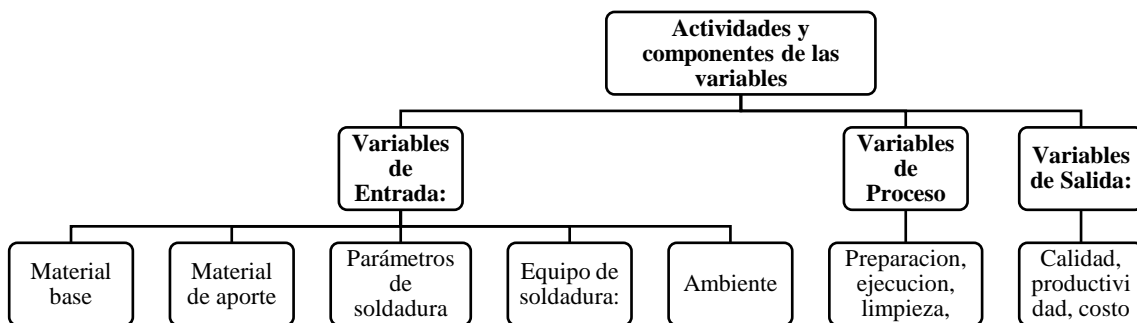 Actividades y
componentes de las
variables
Variables
de
Entrada:
Variables
de
Proceso
Variables
de Salida:
Material
base
Material
de aporte
Parámetros
de
soldadura
Equipo de
soldadura:
Ambiente
Preparacion,
ejecucion,
limpieza,
Calidad,
productivi
dad, costo